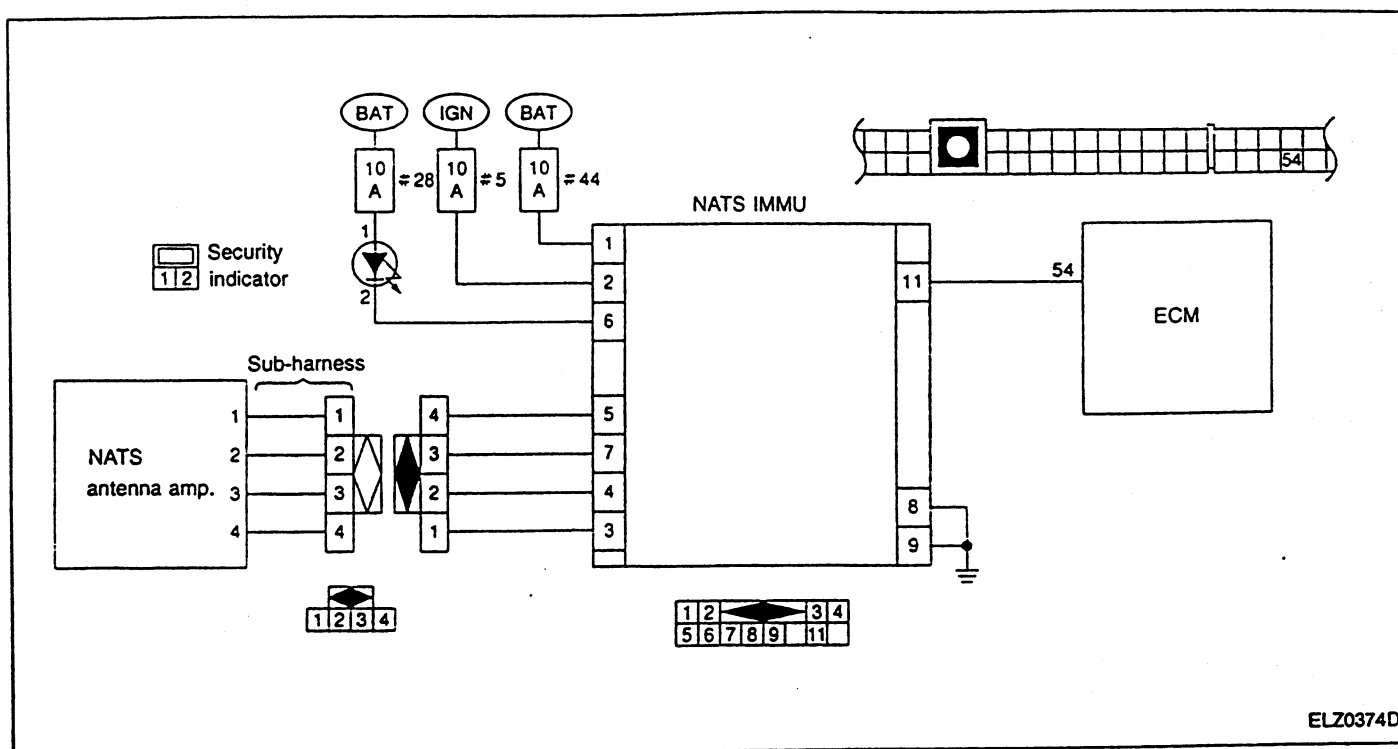 BAT IGN BAT
10 A #28 10 A #5 10 A #44
54
NATS IMMU
1
1
Security
indicator
1 2
2
2
6
11
54
ECM
Sub-harness
NATS
antenna amp.
1 1 4 5
2 2 3 7
3 3 2 4
4 4 1 3
8
9
1 2 3 4
1 2 3 4
5 6 7 8 9 11
ELZ0374D